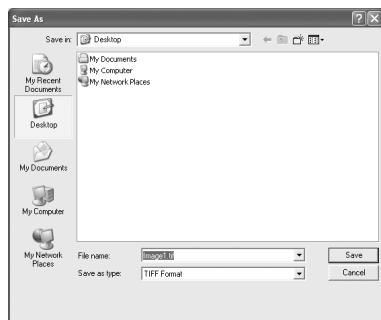 Save As
Save in:
Desktop
My Recent
Documents
Desktop
My Documents
My Computer
My Network
Places
My Documents
My Computer
My Network Places
File name:
Image1.tif
Save
Save as type:
TIFF Format
Cancel